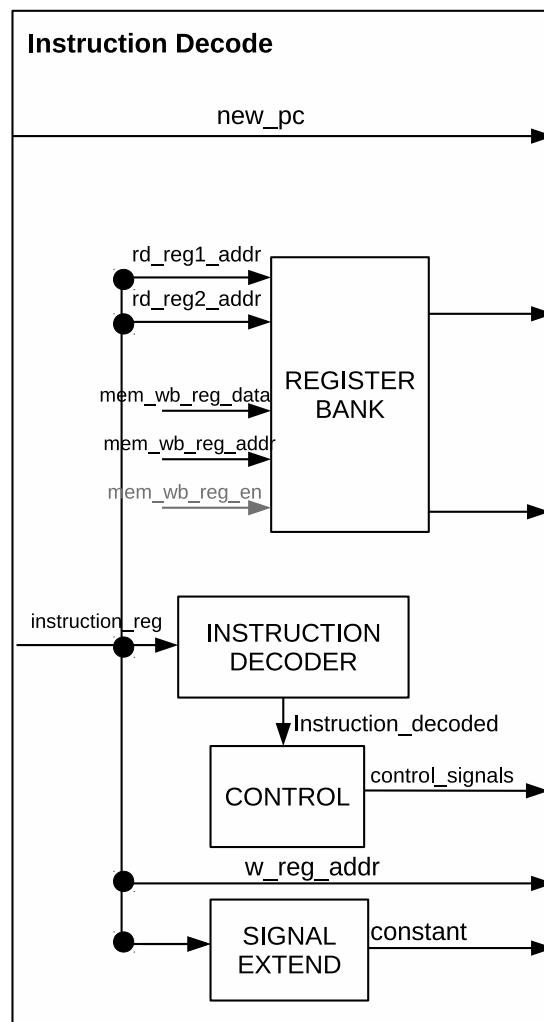 Instruction Decode
new_pc
rd_reg1_addr
rd_reg2_addr
REGISTER
BANK
mem_wb_reg_data
mem_wb_reg_addr
mem_wb_reg_en
instruction_reg
INSTRUCTION
DECODER
Instruction_decoded
CONTROL
control_signals
w_reg_addr
SIGNAL
EXTEND
constant